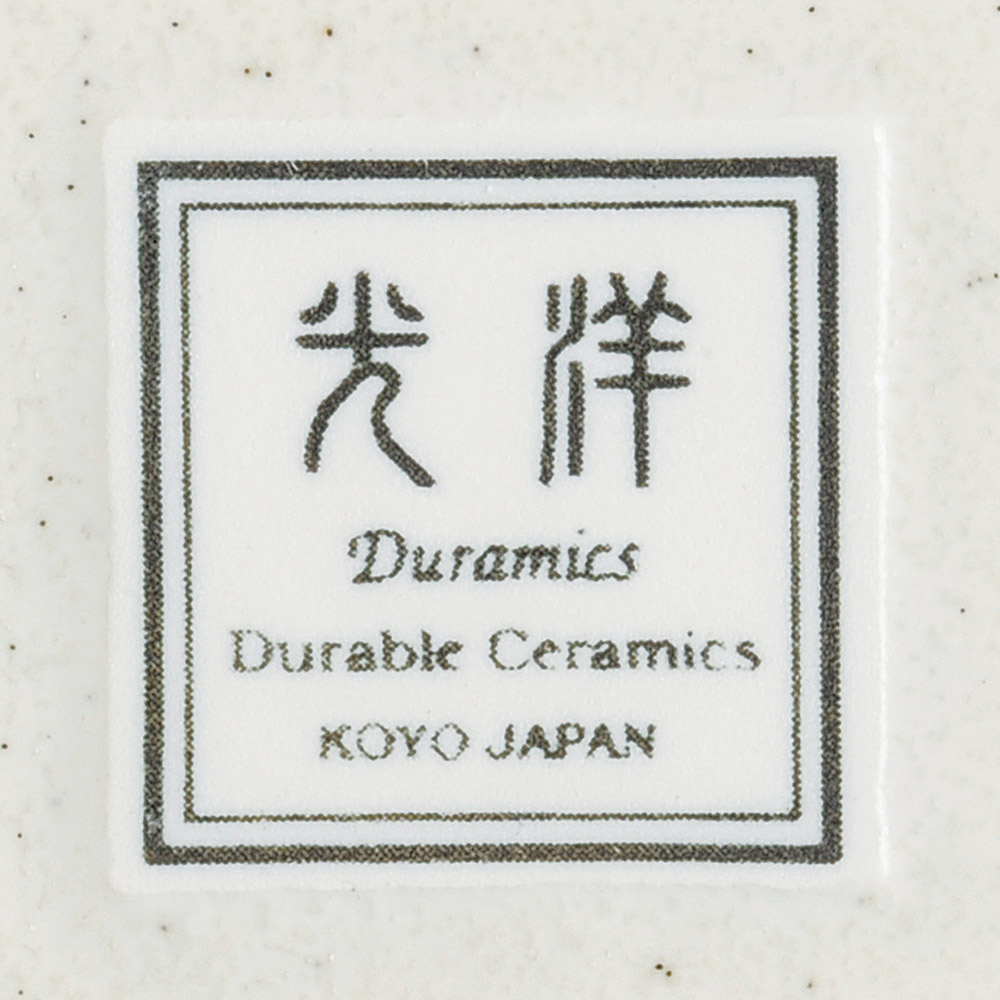 光洋
Duramics
Durable Ceramics
KOYO JAPAN